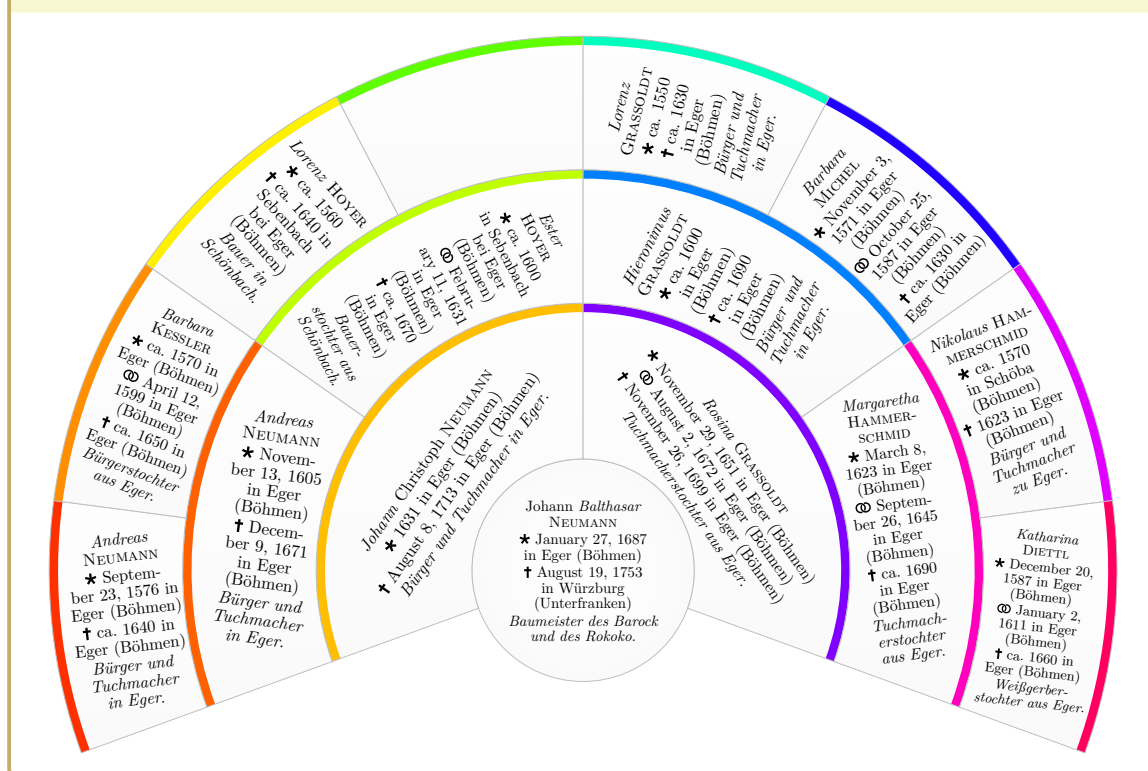 Johann Balthasar
NEUMANN
* January 27, 1687
in Eger (Böhmen)
† August 19, 1753
in Würzburg
(Unterfranken)
Baumeister des Barock
und des Rokoko.
Johann Christoph NEUMANN
* 1631 in Eger (Böhmen)
† August 8, 1713 in Eger (Böhmen)
Bürger und Tuchmacher in Eger.
Rosina GRASSOLDT
* November 29, 1651 in Eger (Böhmen)
⚭ August 2, 1672 in Eger (Böhmen)
† November 26, 1699 in Eger (Böhmen)
Tuchmacherstochter aus Eger.
Andreas
NEUMANN
* Novem-
ber 13, 1605
in Eger
(Böhmen)
† Decem-
ber 9, 1671
in Eger
(Böhmen)
Bürger und
Tuchmacher
in Eger.
Ester
HOYER
* ca. 1600
in Sebenbach
bei Eger
(Böhmen)
⚭ Febru-
ary 11, 1631
in Eger
(Böhmen)
† ca. 1670
in Eger
(Böhmen)
Bauer-
stochter aus
Schönbach.
Hieronimus
GRASSOLDT
* ca. 1600
in Eger
(Böhmen)
† ca. 1690
in Eger
(Böhmen)
Bürger und
Tuchmacher
in Eger.
Margaretha
HAMMER-
SCHMID
* March 8,
1623 in Eger
(Böhmen)
⚭ Septem-
ber 26, 1645
in Eger
(Böhmen)
† ca. 1690
in Eger
(Böhmen)
Tuchmach-
erstochter
aus Eger.
Andreas
NEUMANN
* Septem-
ber 23, 1576 in
Eger (Böhmen)
† ca. 1640 in
Eger (Böhmen)
Bürger und
Tuchmacher
in Eger.
Barbara
KESSLER
* ca. 1570 in
Eger (Böhmen)
⚭ April 12,
1599 in Eger
(Böhmen)
† ca. 1650 in
Eger (Böhmen)
Bürgerstochter
aus Eger.
Lorenz HOYER
* ca. 1560
† ca. 1640 in
Sebenbach
bei Eger
(Böhmen)
Bauer in
Schönbach.
Lorenz
GRASSOLDT
* ca. 1550
† ca. 1630
in Eger
(Böhmen)
Bürger und
Tuchmacher
in Eger.
Barbara
MICHEL
* November 3,
1571 in Eger
(Böhmen)
⚭ October 25,
1587 in Eger
(Böhmen)
† ca. 1630 in
Eger (Böhmen)
Nikolaus HAM-
MERSCHMID
* ca. 1570
in Schöba
(Böhmen)
† 1623 in Eger
(Böhmen)
Bürger und
Tuchmacher
zu Eger.
Katharina
DIETTL
* December 20,
1587 in Eger
(Böhmen)
⚭ January 2,
1611 in Eger
(Böhmen)
† ca. 1660 in
Eger (Böhmen)
Weißgerber-
stochter aus Eger.